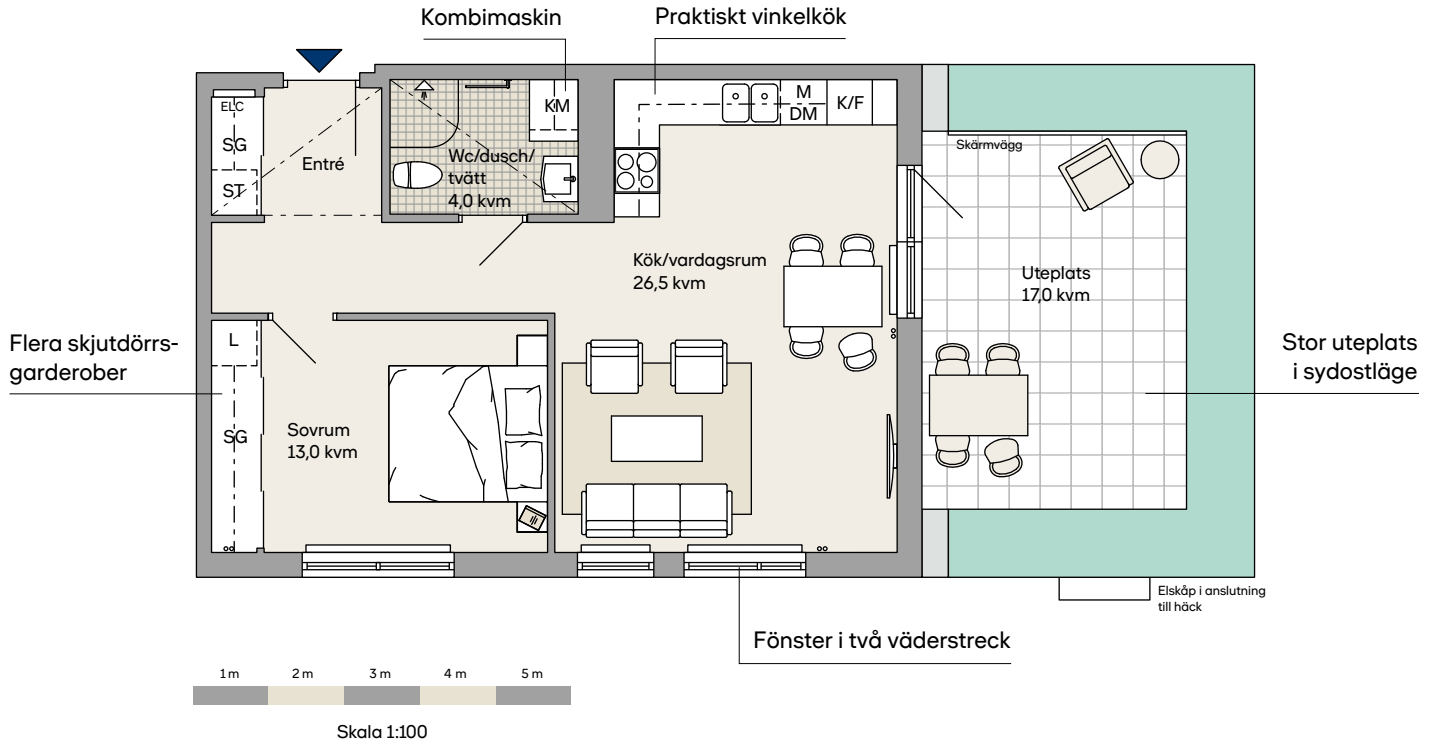 Kombimaskin
Praktiskt vinkelkök
ELC
SG
ST
Entré
KM
Wc/dusch/
tvätt
4,0 kvm
M
DM
K/F
Skärmvägg
Kök/vardagsrum
26,5 kvm
Uteplats
17,0 kvm
Flera skjutdörrs-
garderober
L
SG
Sovrum
13,0 kvm
Stor uteplats
i sydostläge
Elskåp i anslutning
till häck
Fönster i två väderstreck
1 m 2 m 3 m 4 m 5 m
Skala 1:100